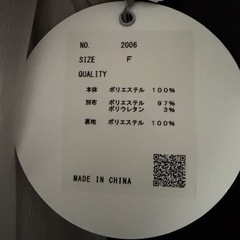 NO. 2006
SIZE F
QUALITY
本体 ポリエステル 100%
別布 ポリエステル 97%
ポリウレタン 3%
裏地 ポリエステル 100%
MADE IN CHINA